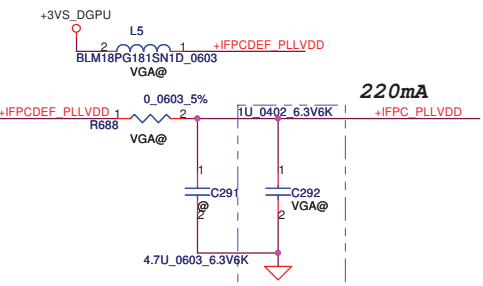 +3VS_DGPU
L5
2
1
+IFPCDEF_PLLVDD
BLM18PG181SN1D_0603
VGA@
220mA
0_0603_5%
1U_0402_6.3V6K
+IFPCDEF_PLLVDD
1
2
+IFPC_PLLVDD
R688
VGA@
1
1
C291
C292
@
VGA@
2
2
4.7U_0603_6.3V6K